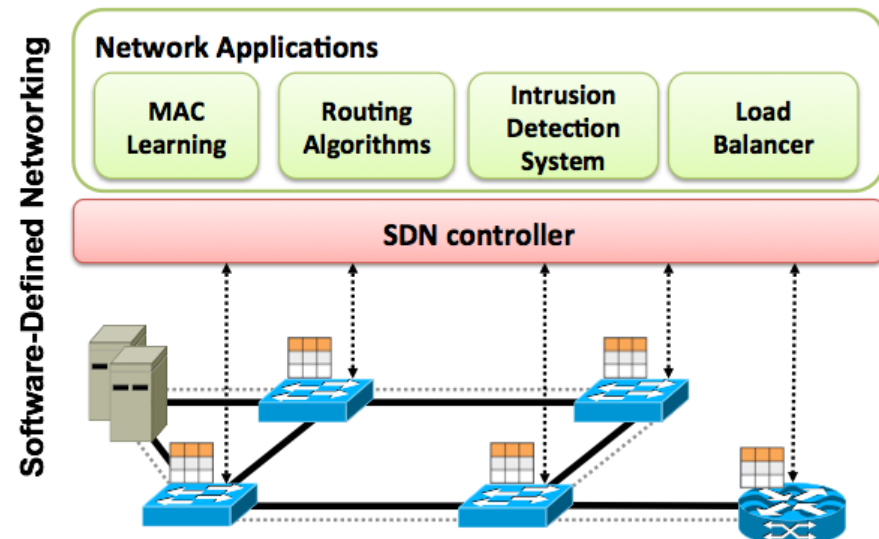 Software-Defined Networking
Network Applications
MAC
Learning
Routing
Algorithms
Intrusion
Detection
System
Load
Balancer
SDN controller